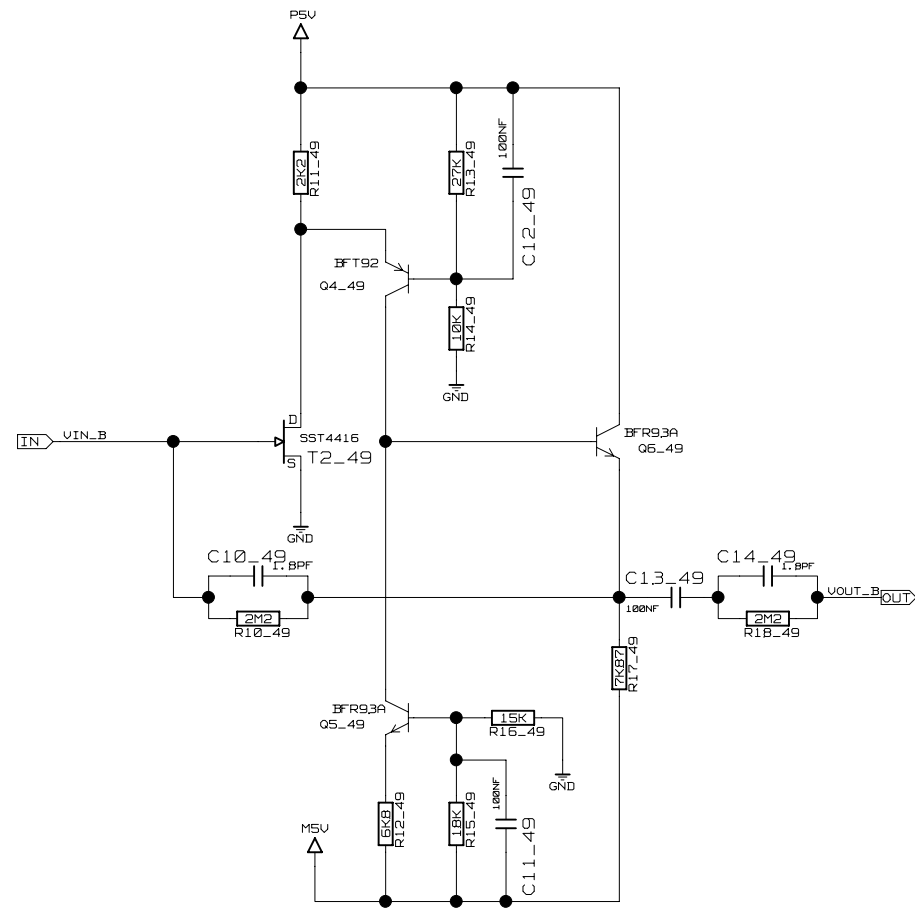 P5V
2K2
R11_49
27K
R13_49
100NF
C12_49
BFT92
Q4_49
10K
R14_49
GND
IN
VIN_B
D
SST4416
T2_49
S
GND
BFR93A
Q6_49
C10_49
1.8PF
2M2
R10_49
C13_49
100NF
C14_49
1.8PF
2M2
R18_49
VOUT_B
OUT
7K87
R17_49
BFR93A
Q5_49
15K
R16_49
GND
M5V
6K8
R12_49
18K
R15_49
100NF
C11_49